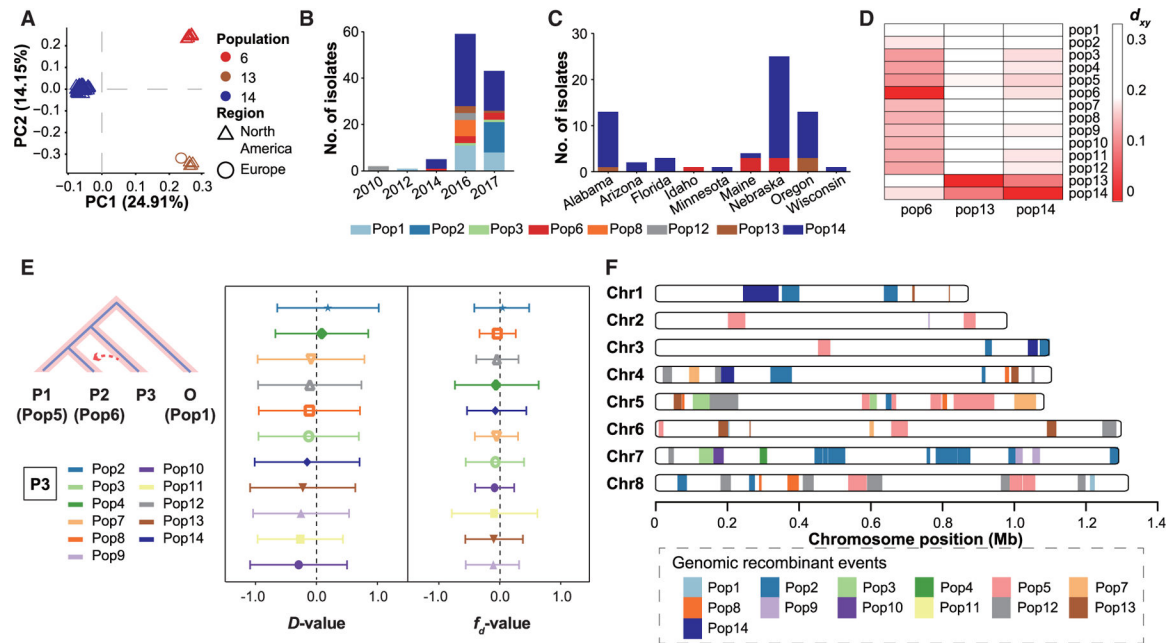 A
PC2 (14.15%)
0.2
0.1
0.0
−0.1
−0.2
−0.3
−0.1
0.0
0.1
0.2
0.3
PC1 (24.91%)
Population
6
13
14
Region
North
America
Europe
B
No. of isolates
60
40
20
0
2010
2012
2014
2016
2017
C
No. of isolates
30
20
10
0
Alabama
Arizona
Florida
Idaho
Minnesota
Maine
Nebraska
Oregon
Wisconsin
Pop1 Pop2 Pop3 Pop6 Pop8 Pop12 Pop13 Pop14
D
dxy
pop1
pop2
pop3
pop4
pop5
pop6
pop7
pop8
pop9
pop10
pop11
pop12
pop13
pop14
pop6 pop13 pop14
0.3
0.2
0.1
0
E
P1 P2 P3 O
(Pop5) (Pop6) (Pop1)
P3
Pop2
Pop3
Pop4
Pop7
Pop8
Pop9
Pop10
Pop11
Pop12
Pop13
Pop14
-1.0 0.0 1.0
D-value
-1.0 0.0 1.0
fd-value
F
Chr1
Chr2
Chr3
Chr4
Chr5
Chr6
Chr7
Chr8
0 0.2 0.4 0.6 0.8 1.0 1.2 1.4
Chromosome position (Mb)
Genomic recombinant events
Pop1 Pop2 Pop3 Pop4 Pop5 Pop7
Pop8 Pop9 Pop10 Pop11 Pop12 Pop13
Pop14